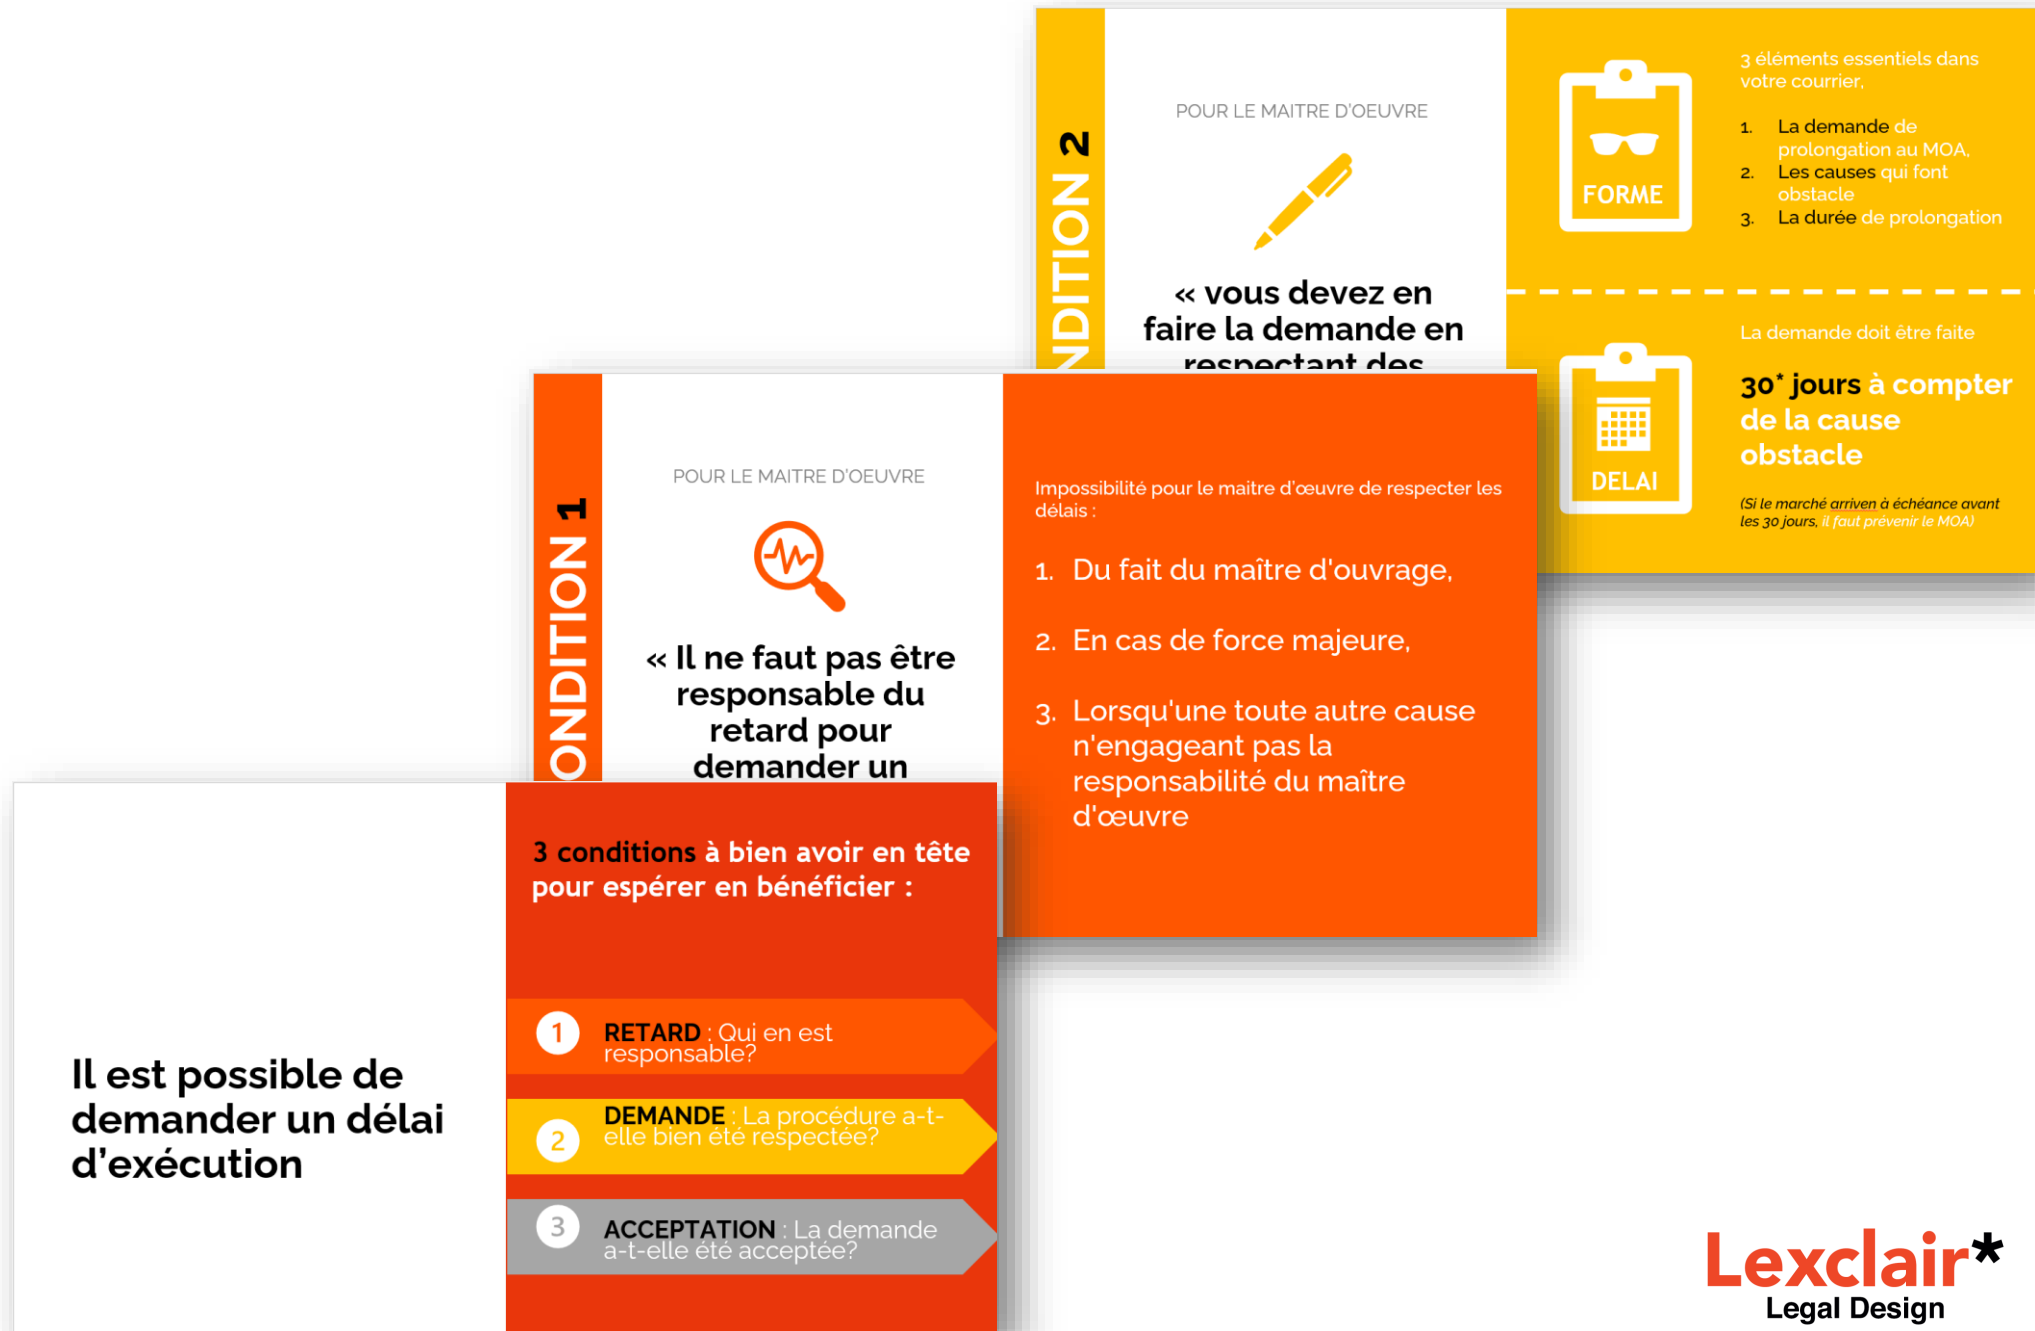 CONDITION 2
POUR LE MAITRE D'OEUVRE
« vous devez en
faire la demande en
respectant des
FORME
3 éléments essentiels dans
votre courrier,
1. La demande de
prolongation au MOA,
2. Les causes qui font
obstacle
3. La durée de prolongation
DELAI
La demande doit être faite
30* jours à compter
de la cause
obstacle
(Si le marché arriven à échéance avant
les 30 jours, il faut prévenir le MOA)
ONDITION 1
POUR LE MAITRE D'OEUVRE
« Il ne faut pas être
responsable du
retard pour
demander un
Impossibilité pour le maitre d'œuvre de respecter les
délais :
1. Du fait du maître d'ouvrage,
2. En cas de force majeure,
3. Lorsqu'une toute autre cause
n'engageant pas la
responsabilité du maître
d'œuvre
Il est possible de
demander un délai
d'exécution
3 conditions à bien avoir en tête
pour espérer en bénéficier :
1 RETARD : Qui en est
responsable?
2 DEMANDE : La procédure a-t-
elle bien été respectée?
3 ACCEPTATION : La demande
a-t-elle été acceptée?
Lexclair*
Legal Design